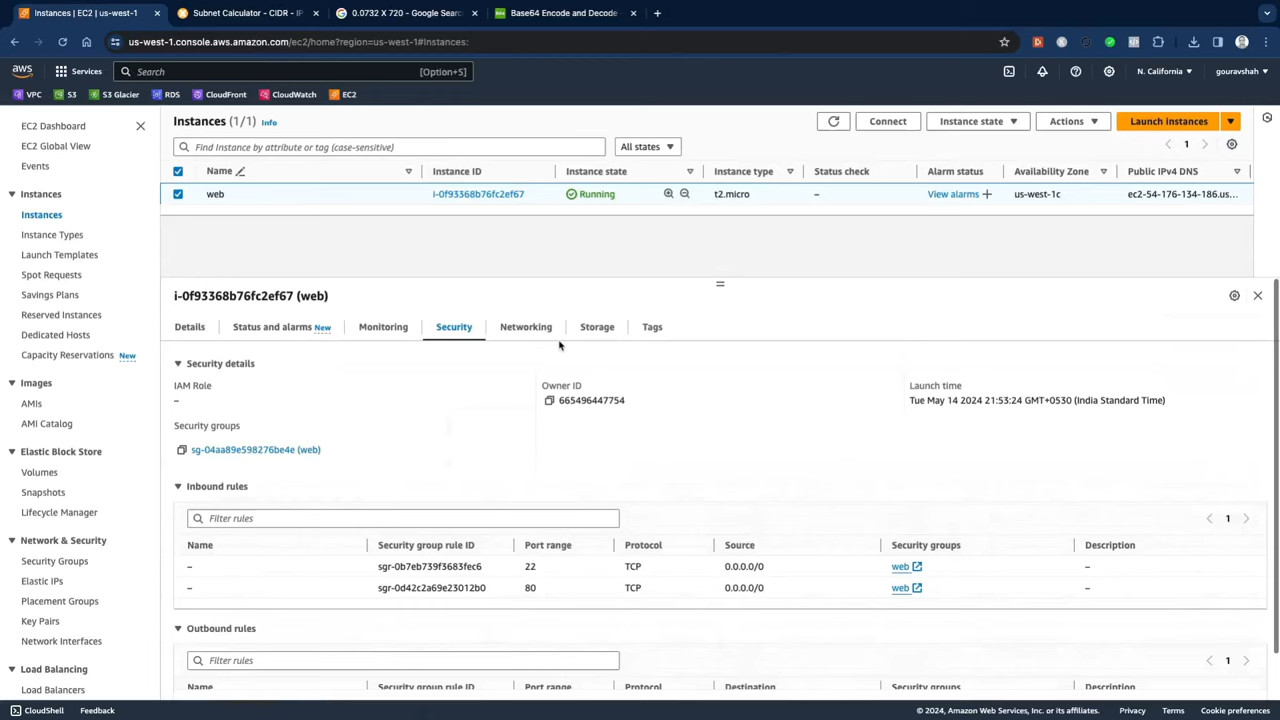 Instances | EC2 | us-west-1
Subnet Calculator - CIDR - IP
0.0732 X 720 - Google Searc
Base64 Encode and Decode
us-west-1.console.aws.amazon.com/ec2/home?region=us-west-1#Instances:
aws Services Search [Option+S] N. California gouravshah
VPC S3 S3 Glacier RDS CloudFront CloudWatch EC2
EC2 Dashboard
EC2 Global View
Events
Instances
Instances
Instance Types
Launch Templates
Spot Requests
Savings Plans
Reserved Instances
Dedicated Hosts
Capacity Reservations New
Images
AMIs
AMI Catalog
Elastic Block Store
Volumes
Snapshots
Lifecycle Manager
Network & Security
Security Groups
Elastic IPs
Placement Groups
Key Pairs
Network Interfaces
Load Balancing
Load Balancers
Instances (1/1) Info
Connect Instance state Actions Launch instances
Find Instance by attribute or tag (case-sensitive) All states 1
Name Instance ID Instance state Instance type Status check Alarm status Availability Zone Public IPv4 DNS
web i-0f93368b76fc2ef67 Running t2.micro – View alarms + us-west-1c ec2-54-176-134-186.us...
i-0f93368b76fc2ef67 (web)
Details Status and alarms New Monitoring Security Networking Storage Tags
Security details
IAM Role Owner ID Launch time
– 665496447754 Tue May 14 2024 21:53:24 GMT+0530 (India Standard Time)
Security groups
sg-04aa89e598276be4e (web)
Inbound rules
Filter rules 1
Name Security group rule ID Port range Protocol Source Security groups Description
– sgr-0b7eb739f3683fec6 22 TCP 0.0.0.0/0 web –
– sgr-0d42c2a69e23012b0 80 TCP 0.0.0.0/0 web –
Outbound rules
Filter rules 1
Name Security group rule ID Port range Protocol Destination Security groups Description
CloudShell Feedback © 2024, Amazon Web Services, Inc. or its affiliates. Privacy Terms Cookie preferences